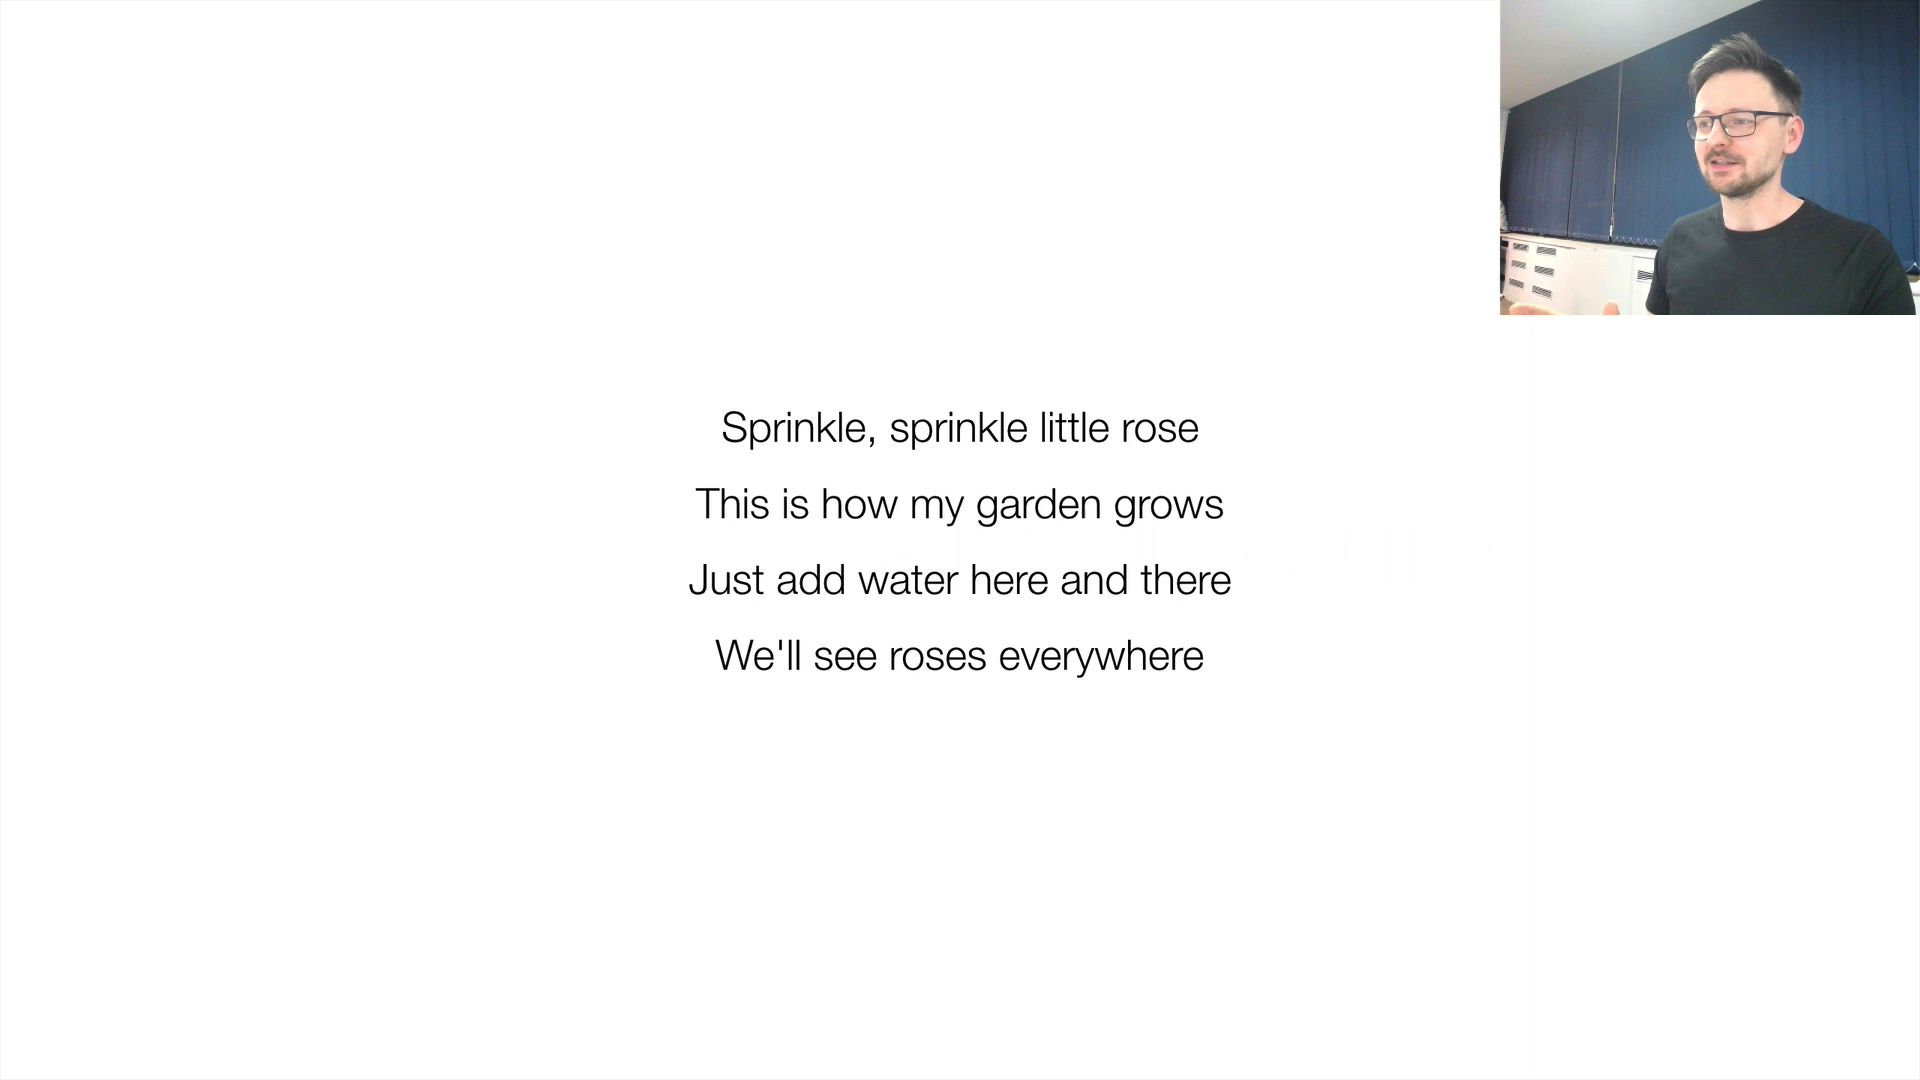 Sprinkle, sprinkle little rose
This is how my garden grows
Just add water here and there
We'll see roses everywhere